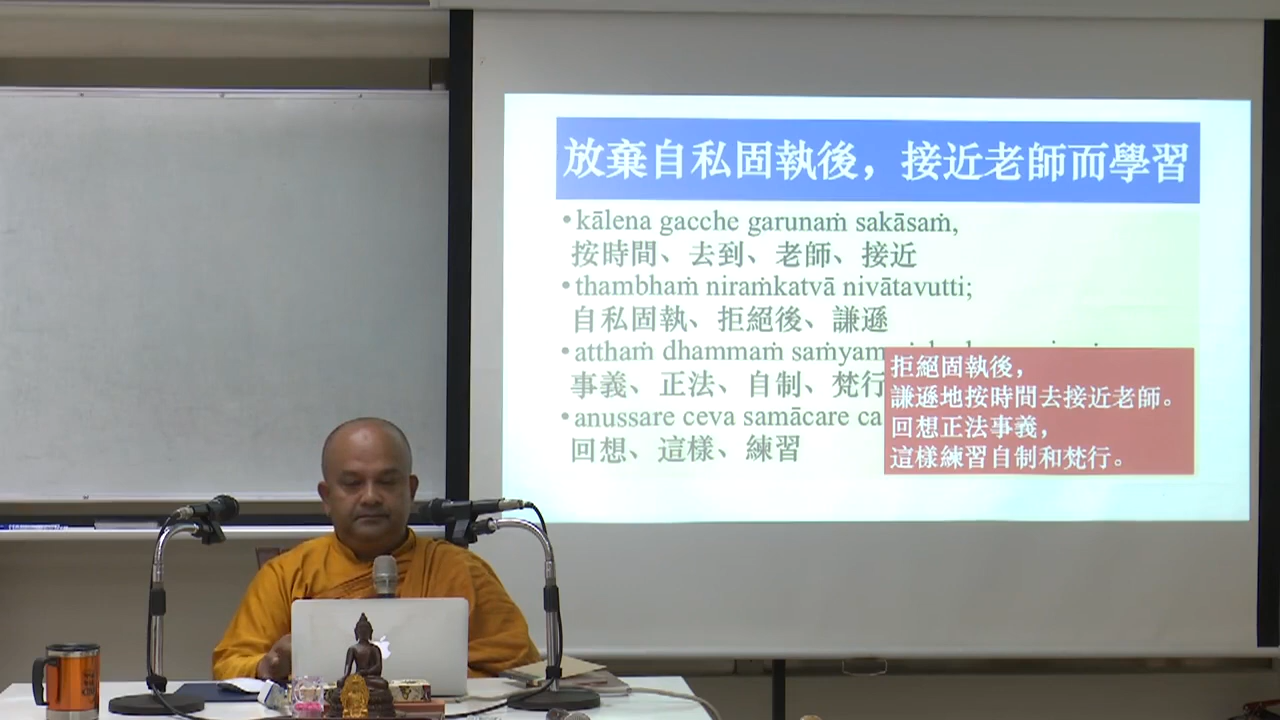 放棄自私固執後，接近老師而學習
•kālena gacche garunaṁ sakāsaṁ,
按時間、去到、老師、接近
•thambhaṁ niraṁkatvā nivātavutti;
自私固執、拒絕後、謙遜
•atthaṁ dhammaṁ saṁyam
事義、正法、自制、梵行
•anussare ceva samācare ca
回想、這樣、練習
拒絕固執後，
謙遜地按時間去接近老師。
回想正法事義，
這樣練習自制和梵行。